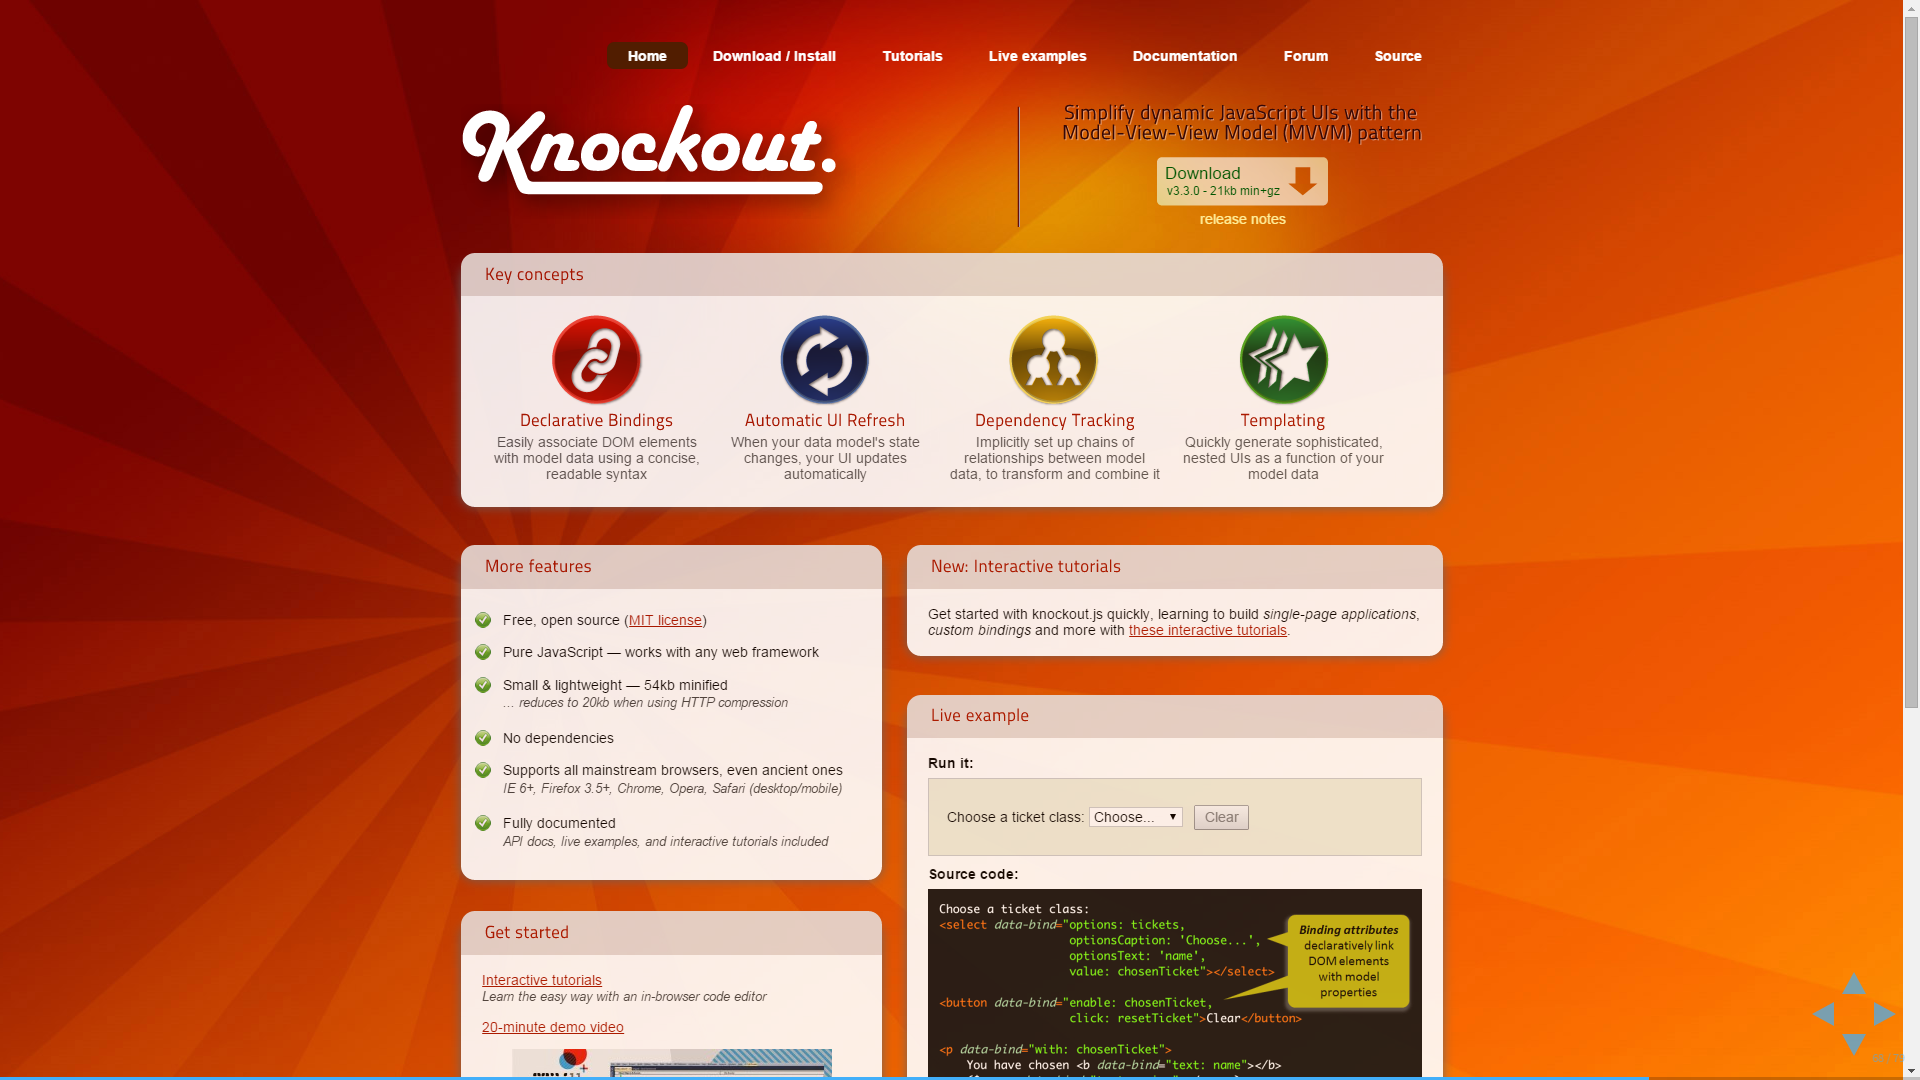 Home
Download / Install
Tutorials
Live examples
Documentation
Forum
Source
Knockout.
Simplify dynamic JavaScript UIs with the
Model-View-View Model (MVVM) pattern
Download
v3.3.0 - 21kb min+gz
release notes
Key concepts
Declarative Bindings
Easily associate DOM elements
with model data using a concise,
readable syntax
Automatic UI Refresh
When your data model's state
changes, your UI updates
automatically
Dependency Tracking
Implicitly set up chains of
relationships between model
data, to transform and combine it
Templating
Quickly generate sophisticated,
nested UIs as a function of your
model data
More features
Free, open source (MIT license)
Pure JavaScript — works with any web framework
Small & lightweight — 54kb minified
... reduces to 20kb when using HTTP compression
No dependencies
Supports all mainstream browsers, even ancient ones
IE 6+, Firefox 3.5+, Chrome, Opera, Safari (desktop/mobile)
Fully documented
API docs, live examples, and interactive tutorials included
Get started
Interactive tutorials
Learn the easy way with an in-browser code editor
20-minute demo video
New: Interactive tutorials
Get started with knockout.js quickly, learning to build single-page applications,
custom bindings and more with these interactive tutorials.
Live example
Run it:
Choose a ticket class: Choose... Clear
Source code:
Choose a ticket class:
<select data-bind="options: tickets,
optionsCaption: 'Choose...',
optionsText: 'name',
value: chosenTicket"></select>
<button data-bind="enable: chosenTicket,
click: resetTicket">Clear</button>
<p data-bind="with: chosenTicket">
You have chosen <b data-bind="text: name"></b>
Binding attributes
declaratively link
DOM elements
with model
properties